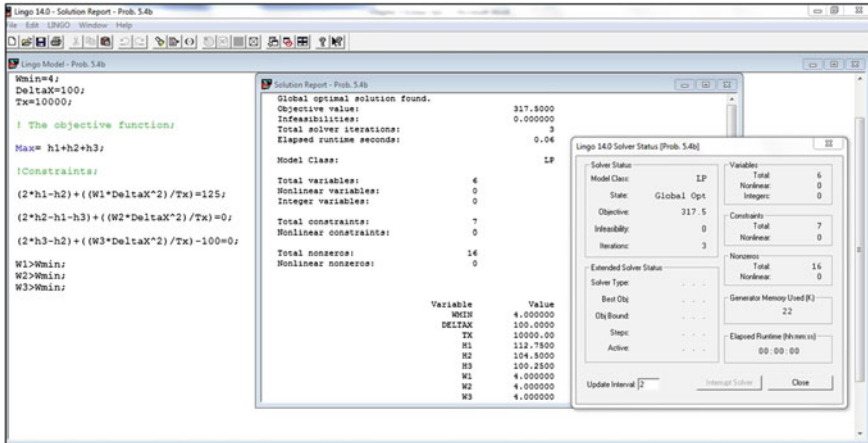 Lingo 14.0 - Solution Report - Prob. 5.4b
File Edit LINGO Window Help
Lingo Model - Prob. 5.4b
Wmin=4;
DeltaX=100;
Tx=10000;
! The objective function;
Max= h1+h2+h3;
!Constraints;
(2*h1-h2)+((W1*DeltaX^2)/Tx)=125;
(2*h2-h1-h3)+((W2*DeltaX^2)/Tx)=0;
(2*h3-h2)+((W3*DeltaX^2)/Tx)-100=0;
W1>Wmin;
W2>Wmin;
W3>Wmin;
Solution Report - Prob. 5.4b
Global optimal solution found.
Objective value: 317.5000
Infeasibilities: 0.000000
Total solver iterations: 3
Elapsed runtime seconds: 0.06
Model Class: LP
Total variables: 6
Nonlinear variables: 0
Integer variables: 0
Total constraints: 7
Nonlinear constraints: 0
Total nonzeros: 16
Nonlinear nonzeros: 0
Variable Value
WMIN 4.000000
DELTAX 100.0000
TX 10000.00
H1 112.7500
H2 104.5000
H3 100.2500
W1 4.000000
W2 4.000000
W3 4.000000
Lingo 14.0 Solver Status [Prob. 5.4b]
Solver Status
Model Class: LP
State: Global Opt
Objective: 317.5
Infeasibility: 0
Iterations: 3
Extended Solver Status
Solver Type: . . .
Best Obj: . . .
Obj Bound: . . .
Steps: . . .
Active: . . .
Variables
Total: 6
Nonlinear: 0
Integers: 0
Constraints
Total: 7
Nonlinear: 0
Nonzeros
Total: 16
Nonlinear: 0
Generator Memory Used (K)
22
Elapsed Runtime (hh:mm:ss)
00:00:00
Update Interval: 2
Interrupt Solver
Close